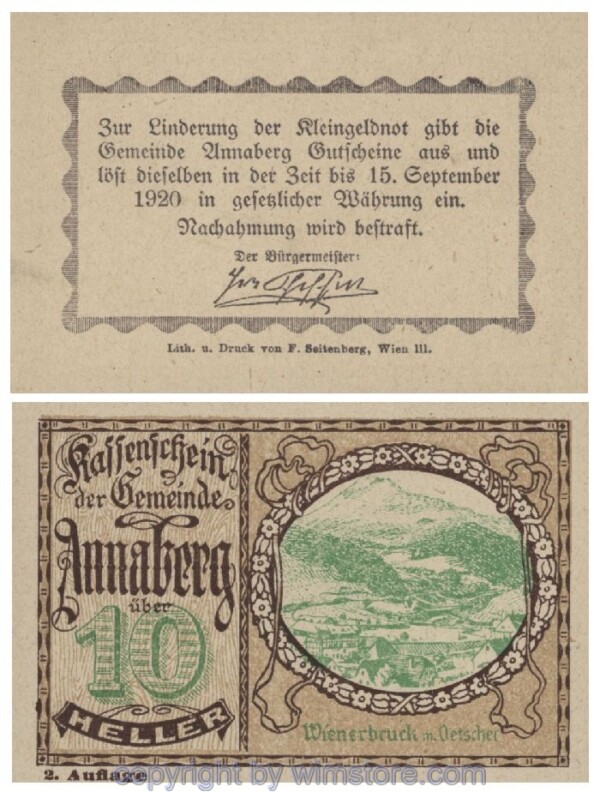 Zur Linderung der Kleingeldnot gibt die
Gemeinde Annaberg Gutscheine aus und
löst dieselben in der Zeit bis 15. September
1920 in gesetzlicher Währung ein.
Nachahmung wird bestraft.
Der Bürgermeister:
Lith. u. Druck von F. Seitenberg, Wien III.
Kassenschein
der Gemeinde
Annaberg
über
10
HELLER
Wienerbruck m. Oetscher
2. Auflage
copyright by wimstore.com